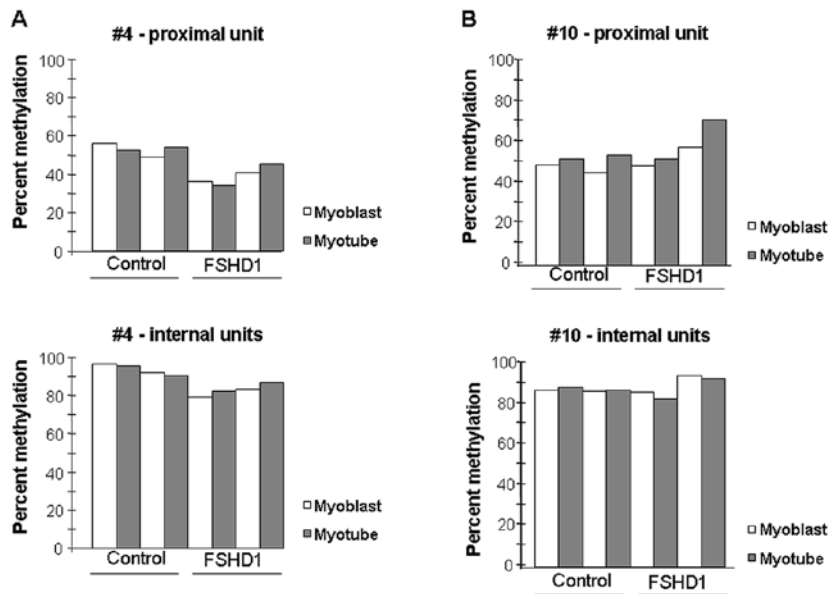 A
#4 - proximal unit
Percent methylation
100
80
60
40
20
0
Control FSHD1
Myoblast
Myotube
#4 - internal units
Percent methylation
100
80
60
40
20
0
Control FSHD1
Myoblast
Myotube
B
#10 - proximal unit
Percent methylation
100
80
60
40
20
0
Control FSHD1
Myoblast
Myotube
#10 - internal units
Percent methylation
100
80
60
40
20
0
Control FSHD1
Myoblast
Myotube